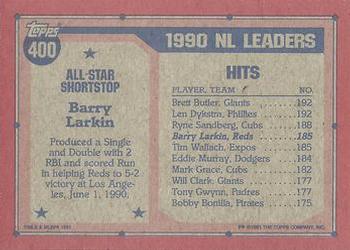 Topps
400
ALL-STAR
SHORTSTOP
Barry
Larkin
Produced a Single
and Double with 2
RBI and scored Run
in helping Reds to 5-2
victory at Los Ange-
les, June 1, 1990.
1990 NL LEADERS
HITS
PLAYER, TEAM NO.
Brett Butler, Giants 192
Len Dykstra, Phillies 192
Ryne Sandberg, Cubs 188
Barry Larkin, Reds 185
Tim Wallach, Expos 185
Eddie Murray, Dodgers 184
Mark Grace, Cubs 182
Will Clark, Giants 177
Tony Gwynn, Padres 177
Bobby Bonilla, Pirates 175
THE TOPPS COMPANY, INC.